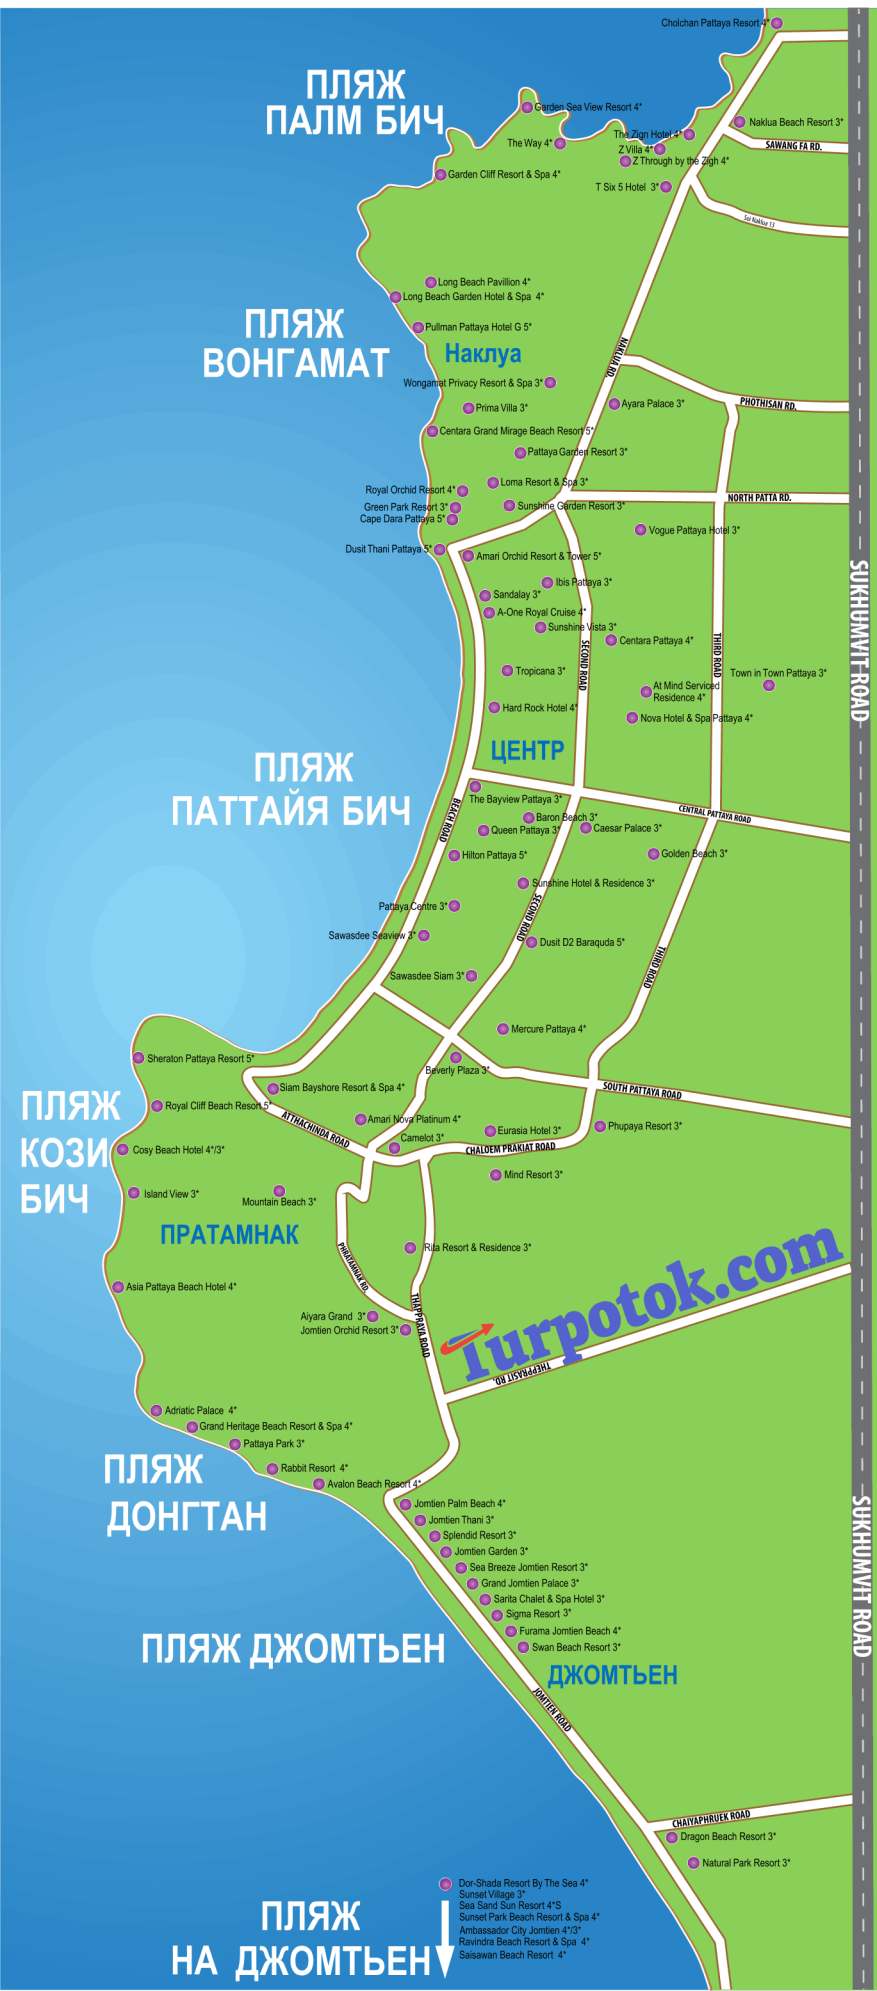 Cholchan Pattaya Resort 4*
ПЛЯЖ
ПАЛМ БИЧ
Garden Sea View Resort 4*
Naklua Beach Resort 3*
The Zign Hotel 4*
The Way 4*
SAWANG FA RD.
Z Villa 4*
Z Through by the Zigh 4*
Garden Cliff Resort & Spa 4*
T Six 5 Hotel 3*
Soi Naklua 13
Long Beach Pavillion 4*
Long Beach Garden Hotel & Spa 4*
ПЛЯЖ
ВОНГАМАТ
Pullman Pattaya Hotel G 5*
Наклуа
NAKLUA RD.
Wongamat Privacy Resort & Spa 3*
Prima Villa 3*
Ayara Palace 3*
PHOTHISAN RD.
Centara Grand Mirage Beach Resort 5*
Pattaya Garden Resort 3*
Loma Resort & Spa 3*
Royal Orchid Resort 4*
NORTH PATTA RD.
Green Park Resort 3*
Sunshine Garden Resort 3*
Cape Dara Pattaya 5*
Vogue Pattaya Hotel 3*
Dusit Thani Pattaya 5*
Amari Orchid Resort & Tower 5*
SUKHUMVIT ROAD
Ibis Pattaya 3*
Sandalay 3*
A-One Royal Cruise 4*
Sunshine Vista 3*
Centara Pattaya 4*
SECOND ROAD
THIRD ROAD
Tropicana 3*
Town in Town Pattaya 3*
At Mind Serviced
Residence 4*
Hard Rock Hotel 4*
Nova Hotel & Spa Pattaya 4*
ЦЕНТР
ПЛЯЖ
ПАТТАЙЯ БИЧ
BEACH ROAD
The Bayview Pattaya 3*
CENTRAL PATTAYA ROAD
Baron Beach 3*
Queen Pattaya 3*
Caesar Palace 3*
Hilton Pattaya 5*
Golden Beach 3*
Sunshine Hotel & Residence 3*
SECOND ROAD
Pattaya Centre 3*
Sawasdee Seaview 3*
Dusit D2 Baraquda 5*
THIRD ROAD
Sawasdee Siam 3*
Mercure Pattaya 4*
Sheraton Pattaya Resort 5*
Beverly Plaza 3*
Siam Bayshore Resort & Spa 4*
SOUTH PATTAYA ROAD
ПЛЯЖ
КОЗИ
БИЧ
Royal Cliff Beach Resort 5*
ATTHACHINDA ROAD
Amari Nova Platinum 4*
Eurasia Hotel 3*
Phupaya Resort 3*
Camelot 3*
CHALOEM PRAKIAT ROAD
Cosy Beach Hotel 4*/3*
Mind Resort 3*
Island View 3*
Mountain Beach 3*
ПРАТАМНАК
PHRATAMNAK RD.
Rita Resort & Residence 3*
Turpotok.com
Asia Pattaya Beach Hotel 4*
THAPPRAYA ROAD
Aiyara Grand 3*
Jomtien Orchid Resort 3*
THEPPRASIT RD.
Adriatic Palace 4*
Grand Heritage Beach Resort & Spa 4*
Pattaya Park 3*
ПЛЯЖ
ДОНГТАН
Rabbit Resort 4*
Avalon Beach Resort 4*
SUKHUMVIT ROAD
Jomtien Palm Beach 4*
Jomtien Thani 3*
Splendid Resort 3*
Jomtien Garden 3*
Sea Breeze Jomtien Resort 3*
Grand Jomtien Palace 3*
Sarita Chalet & Spa Hotel 3*
Sigma Resort 3*
Furama Jomtien Beach 4*
Swan Beach Resort 3*
ПЛЯЖ ДЖОМТЬЕН
ДЖОМТЬЕН
JOMTIEN ROAD
CHAIYAPHRUEK ROAD
Dragon Beach Resort 3*
Natural Park Resort 3*
Dor-Shada Resort By The Sea 4*
Sunset Village 3*
Sea Sand Sun Resort 4*S
Sunset Park Beach Resort & Spa 4*
Ambassador City Jomtien 4*/3*
Ravindra Beach Resort & Spa 4*
Saisawan Beach Resort 4*
ПЛЯЖ
НА ДЖОМТЬЕН